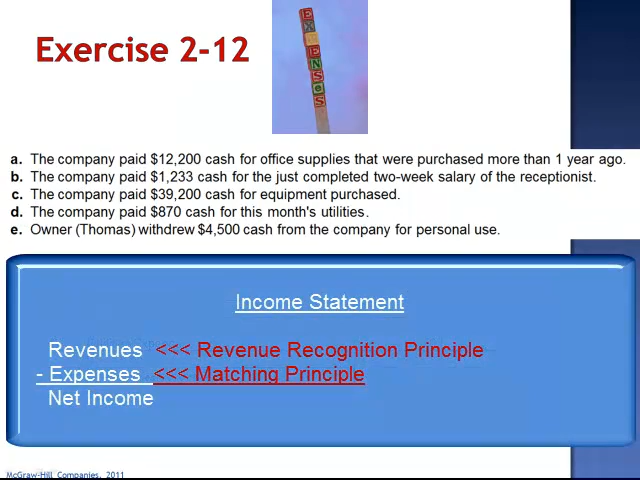 Exercise 2-12
EXPENSeS
a. The company paid $12,200 cash for office supplies that were purchased more than 1 year ago.
b. The company paid $1,233 cash for the just completed two-week salary of the receptionist.
c. The company paid $39,200 cash for equipment purchased.
d. The company paid $870 cash for this month's utilities.
e. Owner (Thomas) withdrew $4,500 cash from the company for personal use.
Income Statement
Revenues <<< Revenue Recognition Principle
- Expenses <<< Matching Principle
Net Income
McGraw-Hill Companies, 2011